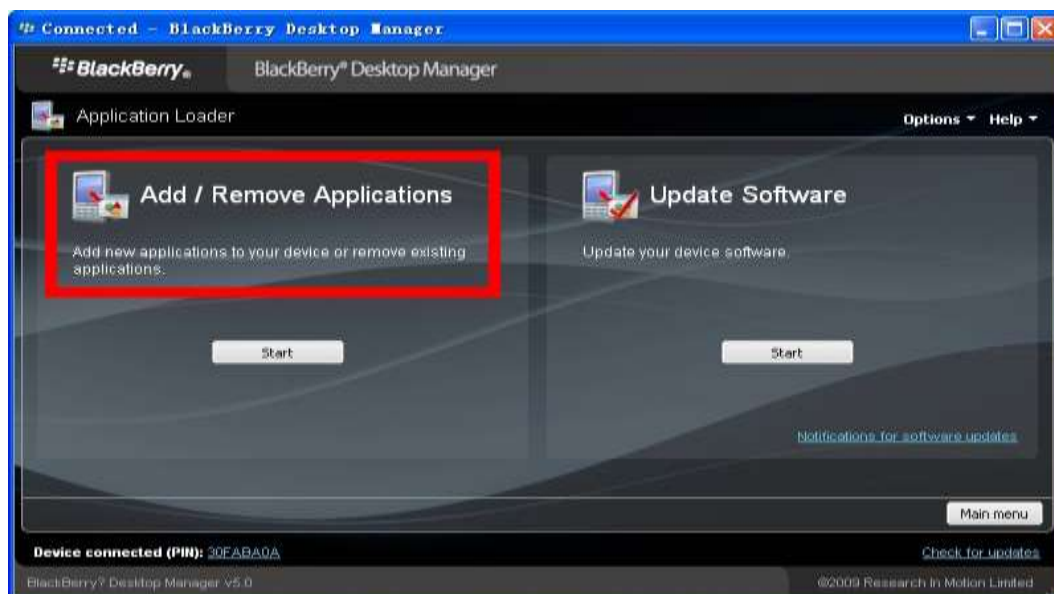 Connected - BlackBerry Desktop Manager
BlackBerry® BlackBerry® Desktop Manager
Application Loader
Options Help
Add / Remove Applications
Add new applications to your device or remove existing
applications.
Start
Update Software
Update your device software.
Start
Notifications for software updates
Main menu
Device connected (PIN): 30FABA0A
Check for updates
BlackBerry? Desktop Manager v5.0
©2009 Research In Motion Limited